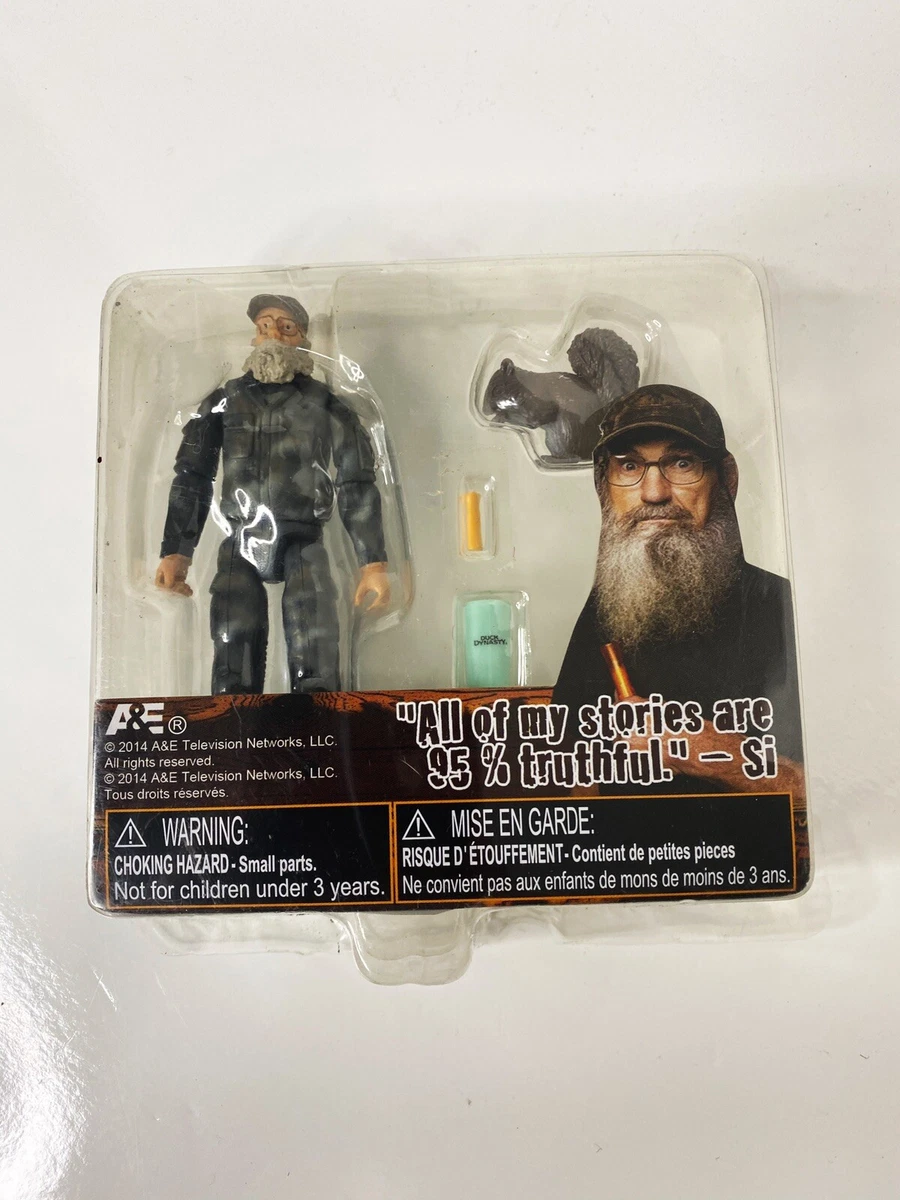 DUCK
DYNASTY.
A&E ®
© 2014 A&E Television Networks, LLC.
All rights reserved.
© 2014 A&E Television Networks, LLC.
Tous droits réservés.
"All of my stories are
95 % truthful." – Si
⚠ WARNING:
CHOKING HAZARD - Small parts.
Not for children under 3 years.
⚠ MISE EN GARDE:
RISQUE D'ÉTOUFFEMENT - Contient de petites pieces
Ne convient pas aux enfants de mons de moins de 3 ans.